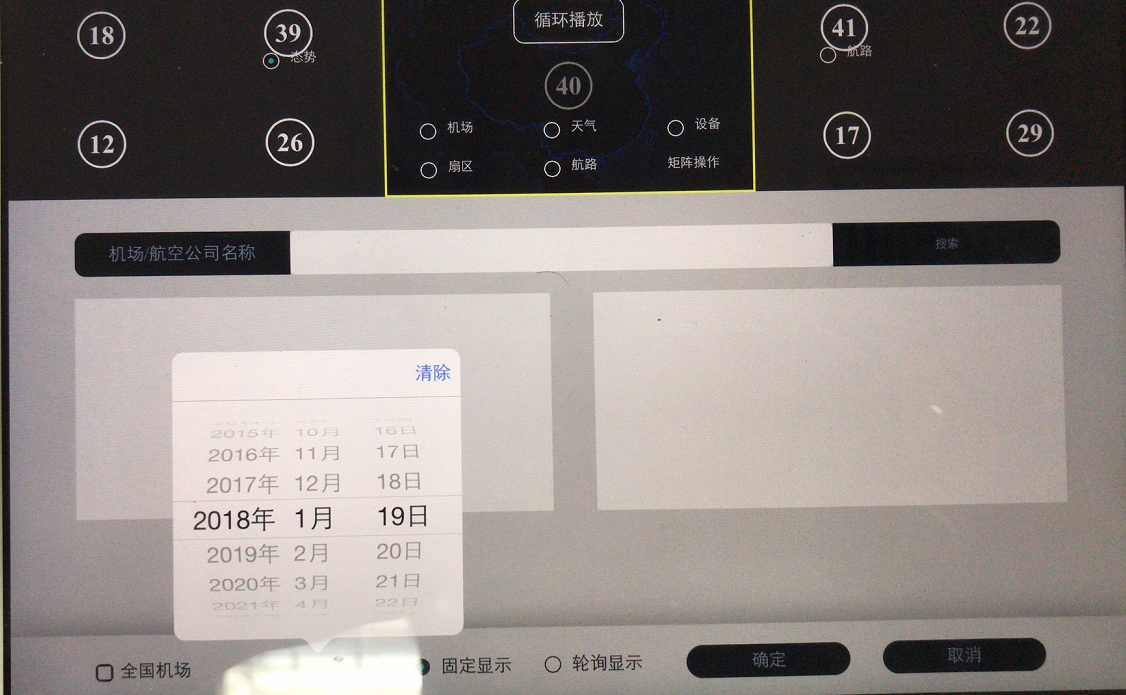 18 39 循环播放 41 22
态势 航路
40
机场 天气 设备
12 26 17 29
扇区 航路 矩阵操作
机场/航空公司名称 搜索
清除
2015年 10月 16日
2016年 11月 17日
2017年 12月 18日
2018年 1月 19日
2019年 2月 20日
2020年 3月 21日
2021年 4月 22日
全国机场 固定显示 轮询显示 确定 取消